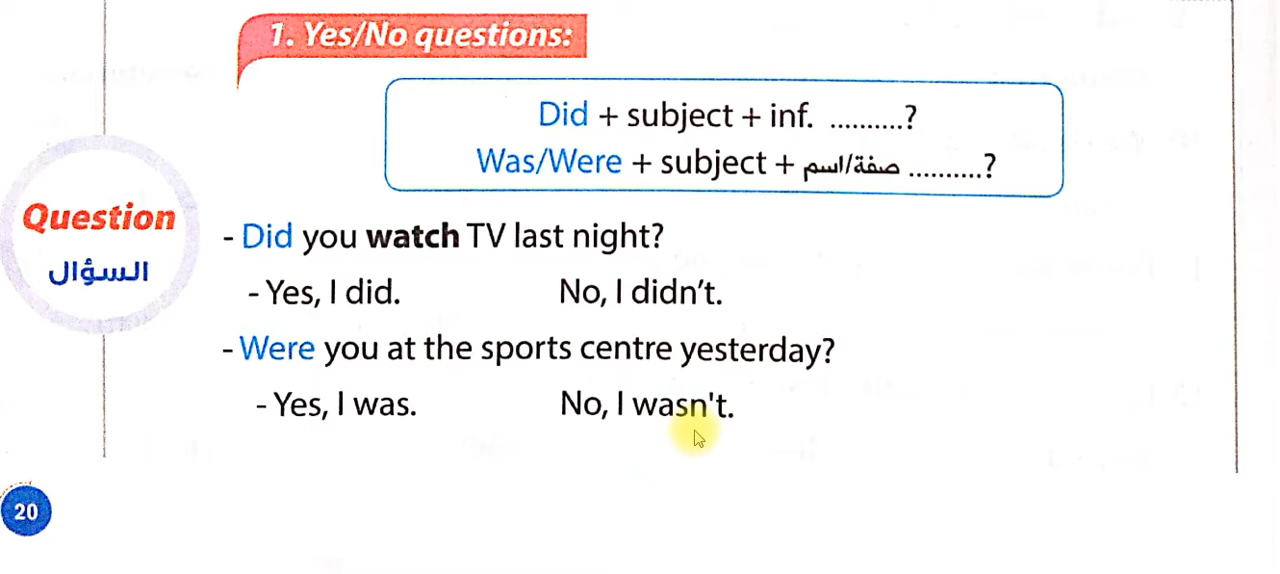 1. Yes/No questions:
Did + subject + inf. ..........?
Was/Were + subject + صفة/اسم ..........?
Question
السؤال
- Did you watch TV last night?
- Yes, I did. No, I didn't.
- Were you at the sports centre yesterday?
- Yes, I was. No, I wasn't.
20